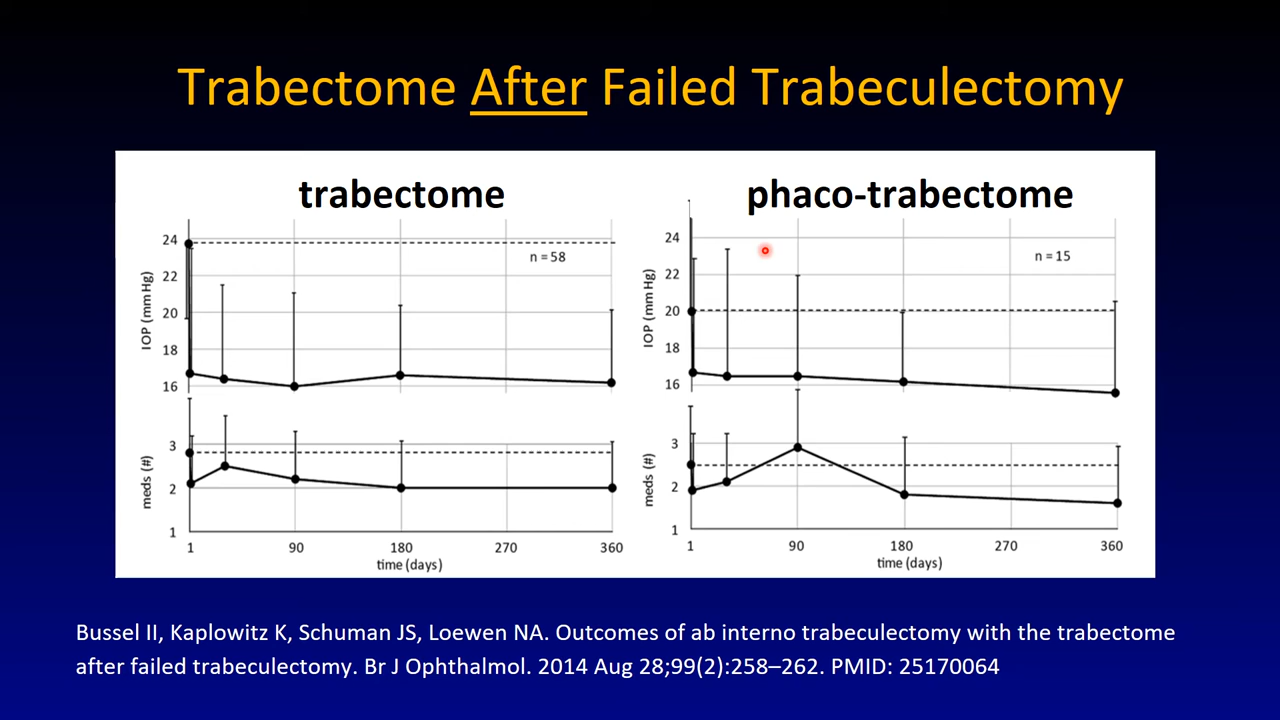 Trabectome After Failed Trabeculectomy
trabectome
24
22
20
18
16
IOP (mm Hg)
n = 58
3
2
1
meds (#)
1 90 180 270 360
time (days)
phaco-trabectome
24
22
20
18
16
IOP (mm Hg)
n = 15
3
2
1
meds (#)
1 90 180 270 360
time (days)
Bussel II, Kaplowitz K, Schuman JS, Loewen NA. Outcomes of ab interno trabeculectomy with the trabectome
after failed trabeculectomy. Br J Ophthalmol. 2014 Aug 28;99(2):258–262. PMID: 25170064